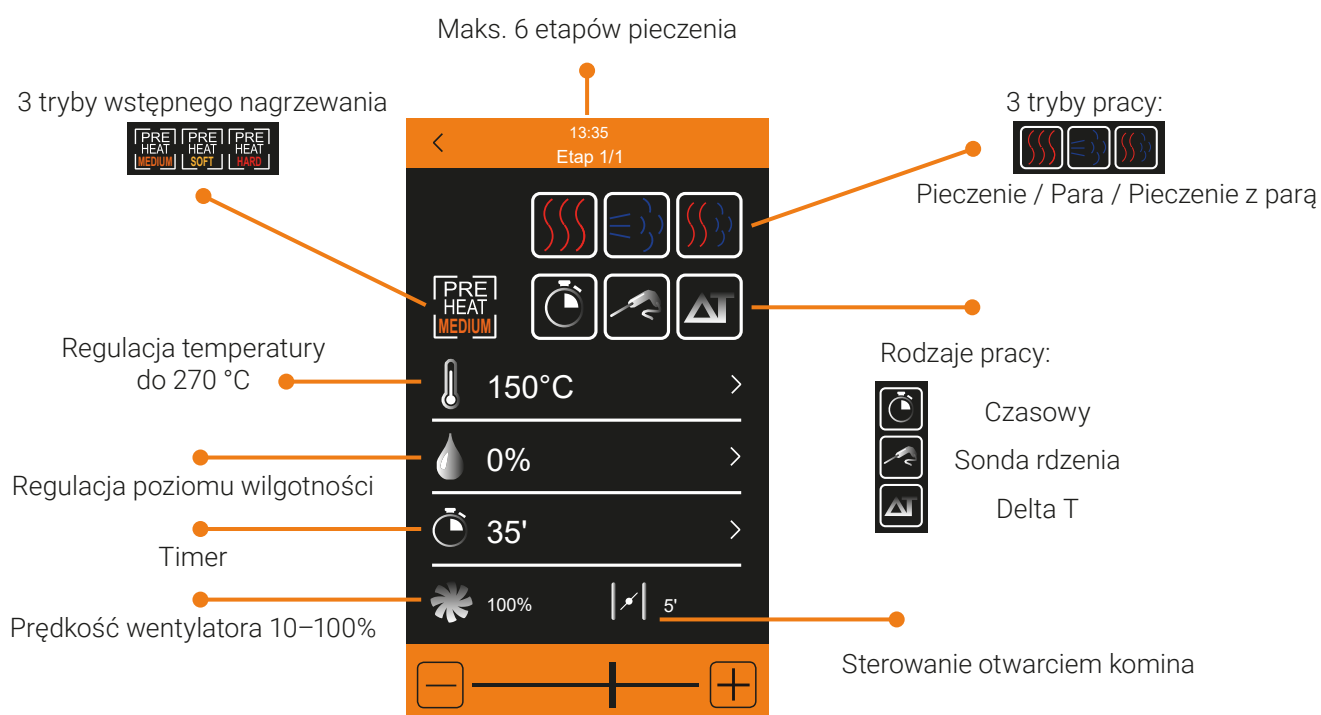 Maks. 6 etapów pieczenia
3 tryby wstępnego nagrzewania
PRE HEAT MEDIUM
PRE HEAT SOFT
PRE HEAT HARD
3 tryby pracy:
Pieczenie / Para / Pieczenie z parą
13:35
Etap 1/1
PRE
HEAT
MEDIUM
ΔT
Regulacja temperatury
do 270 °C
150°C
Rodzaje pracy:
Czasowy
Sonda rdzenia
ΔT
Delta T
0%
Regulacja poziomu wilgotności
35'
Timer
100%
5'
Prędkość wentylatora 10–100%
Sterowanie otwarciem komina